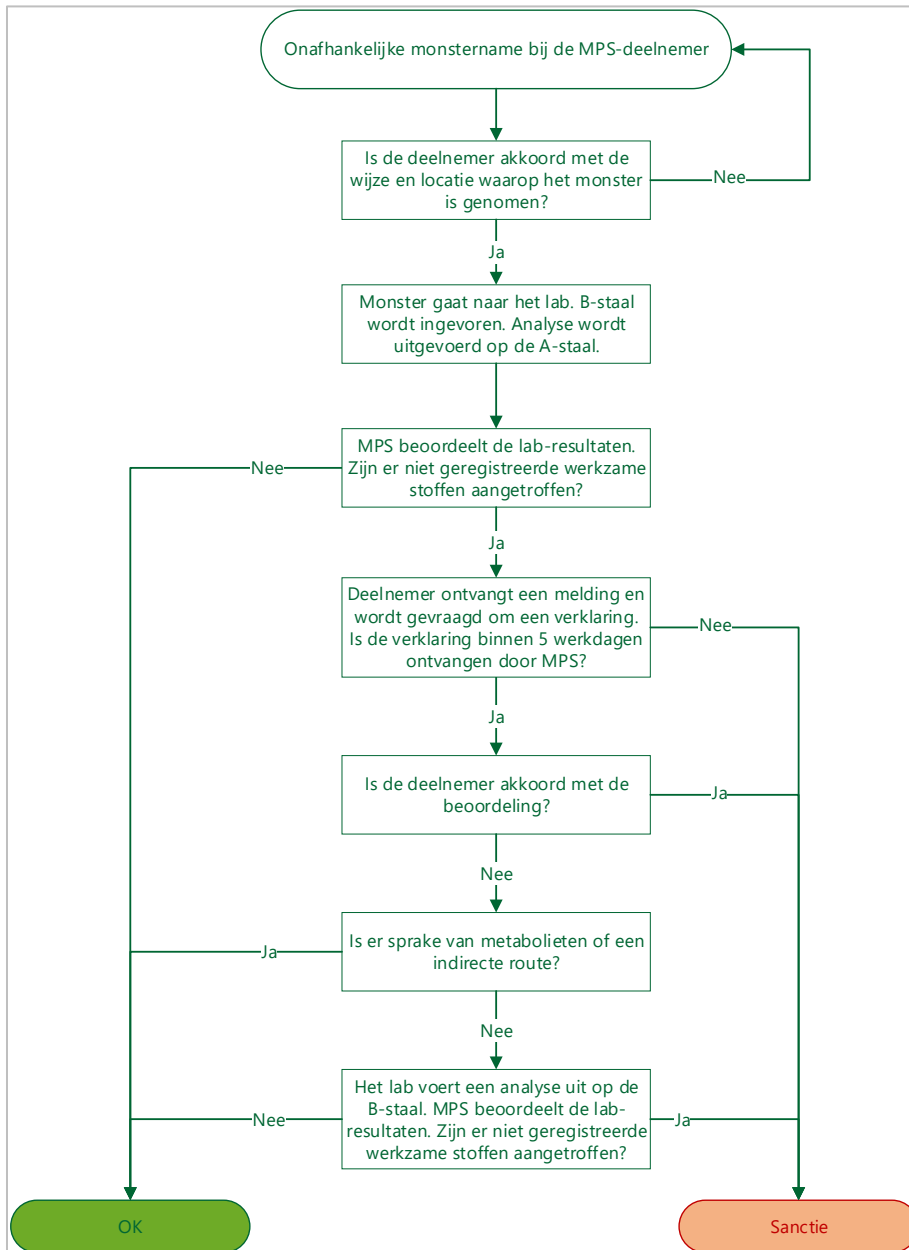 Onafhankelijke monstername bij de MPS-deelnemer
Is de deelnemer akkoord met de
wijze en locatie waarop het monster
is genomen?
Nee
Ja
Monster gaat naar het lab. B-staal
wordt ingevoren. Analyse wordt
uitgevoerd op de A-staal.
MPS beoordeelt de lab-resultaten.
Zijn er niet geregistreerde werkzame
stoffen aangetroffen?
Nee
Ja
Deelnemer ontvangt een melding en
wordt gevraagd om een verklaring.
Is de verklaring binnen 5 werkdagen
ontvangen door MPS?
Nee
Ja
Is de deelnemer akkoord met de
beoordeling?
Ja
Nee
Is er sprake van metabolieten of een
indirecte route?
Ja
Nee
Het lab voert een analyse uit op de
B-staal. MPS beoordeelt de lab-
resultaten. Zijn er niet geregistreerde
werkzame stoffen aangetroffen?
Nee
Ja
OK
Sanctie